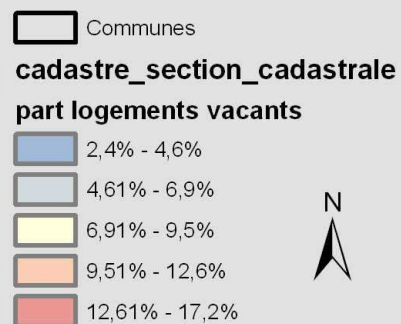 Communes
cadastre_section_cadastrale
part logements vacants
2,4% - 4,6%
4,61% - 6,9%
6,91% - 9,5%
9,51% - 12,6%
12,61% - 17,2%
N